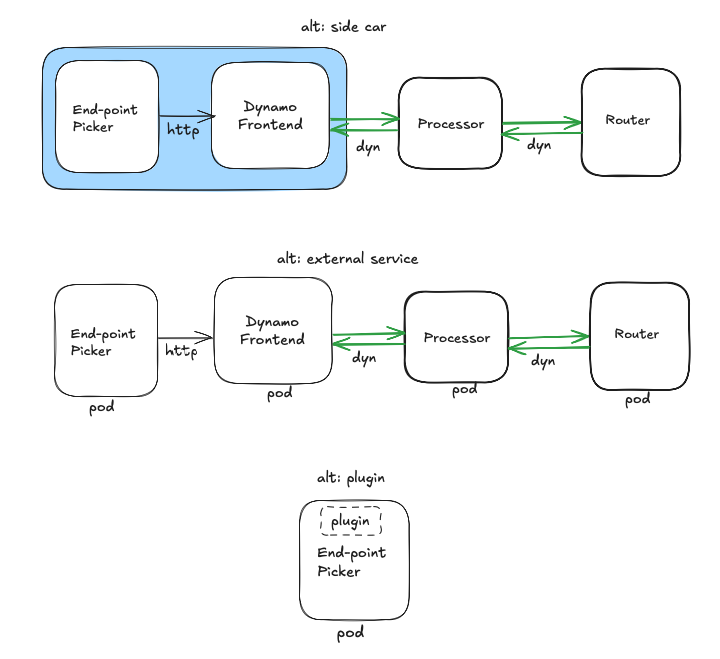 alt: side car
End-point
Picker
http
Dynamo
Frontend
dyn
Processor
dyn
Router
alt: external service
End-point
Picker
pod
http
Dynamo
Frontend
pod
dyn
Processor
pod
dyn
Router
pod
alt: plugin
plugin
End-point
Picker
pod